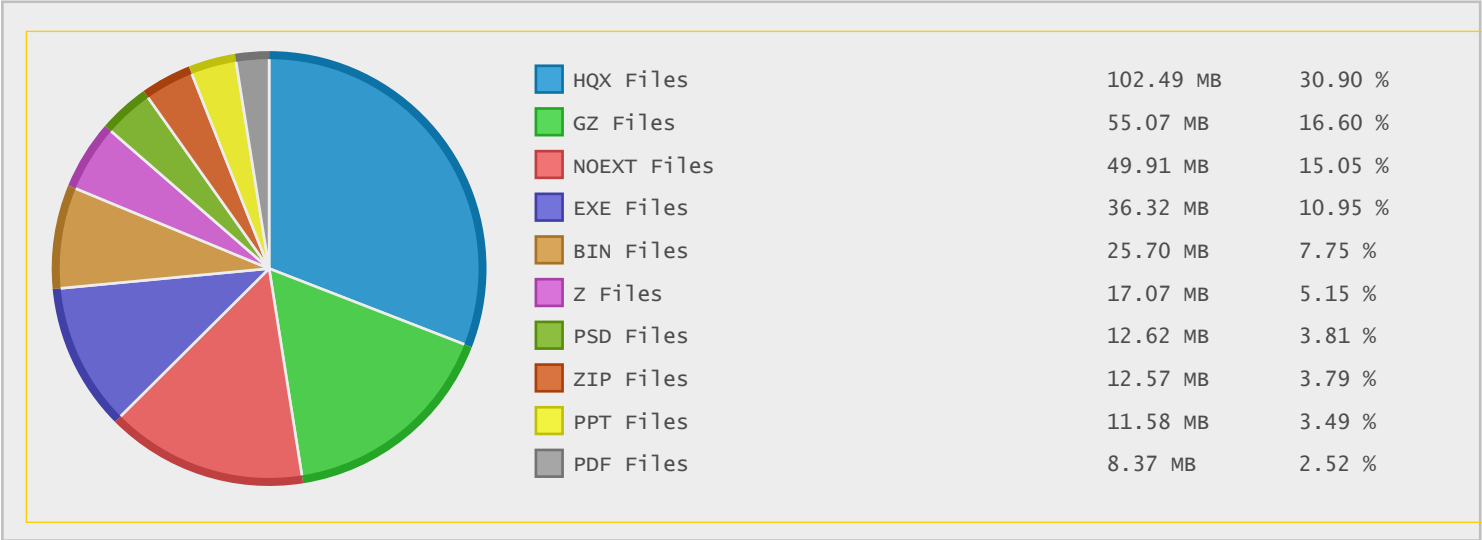 HQX Files 102.49 MB 30.90 %
GZ Files 55.07 MB 16.60 %
NOEXT Files 49.91 MB 15.05 %
EXE Files 36.32 MB 10.95 %
BIN Files 25.70 MB 7.75 %
Z Files 17.07 MB 5.15 %
PSD Files 12.62 MB 3.81 %
ZIP Files 12.57 MB 3.79 %
PPT Files 11.58 MB 3.49 %
PDF Files 8.37 MB 2.52 %